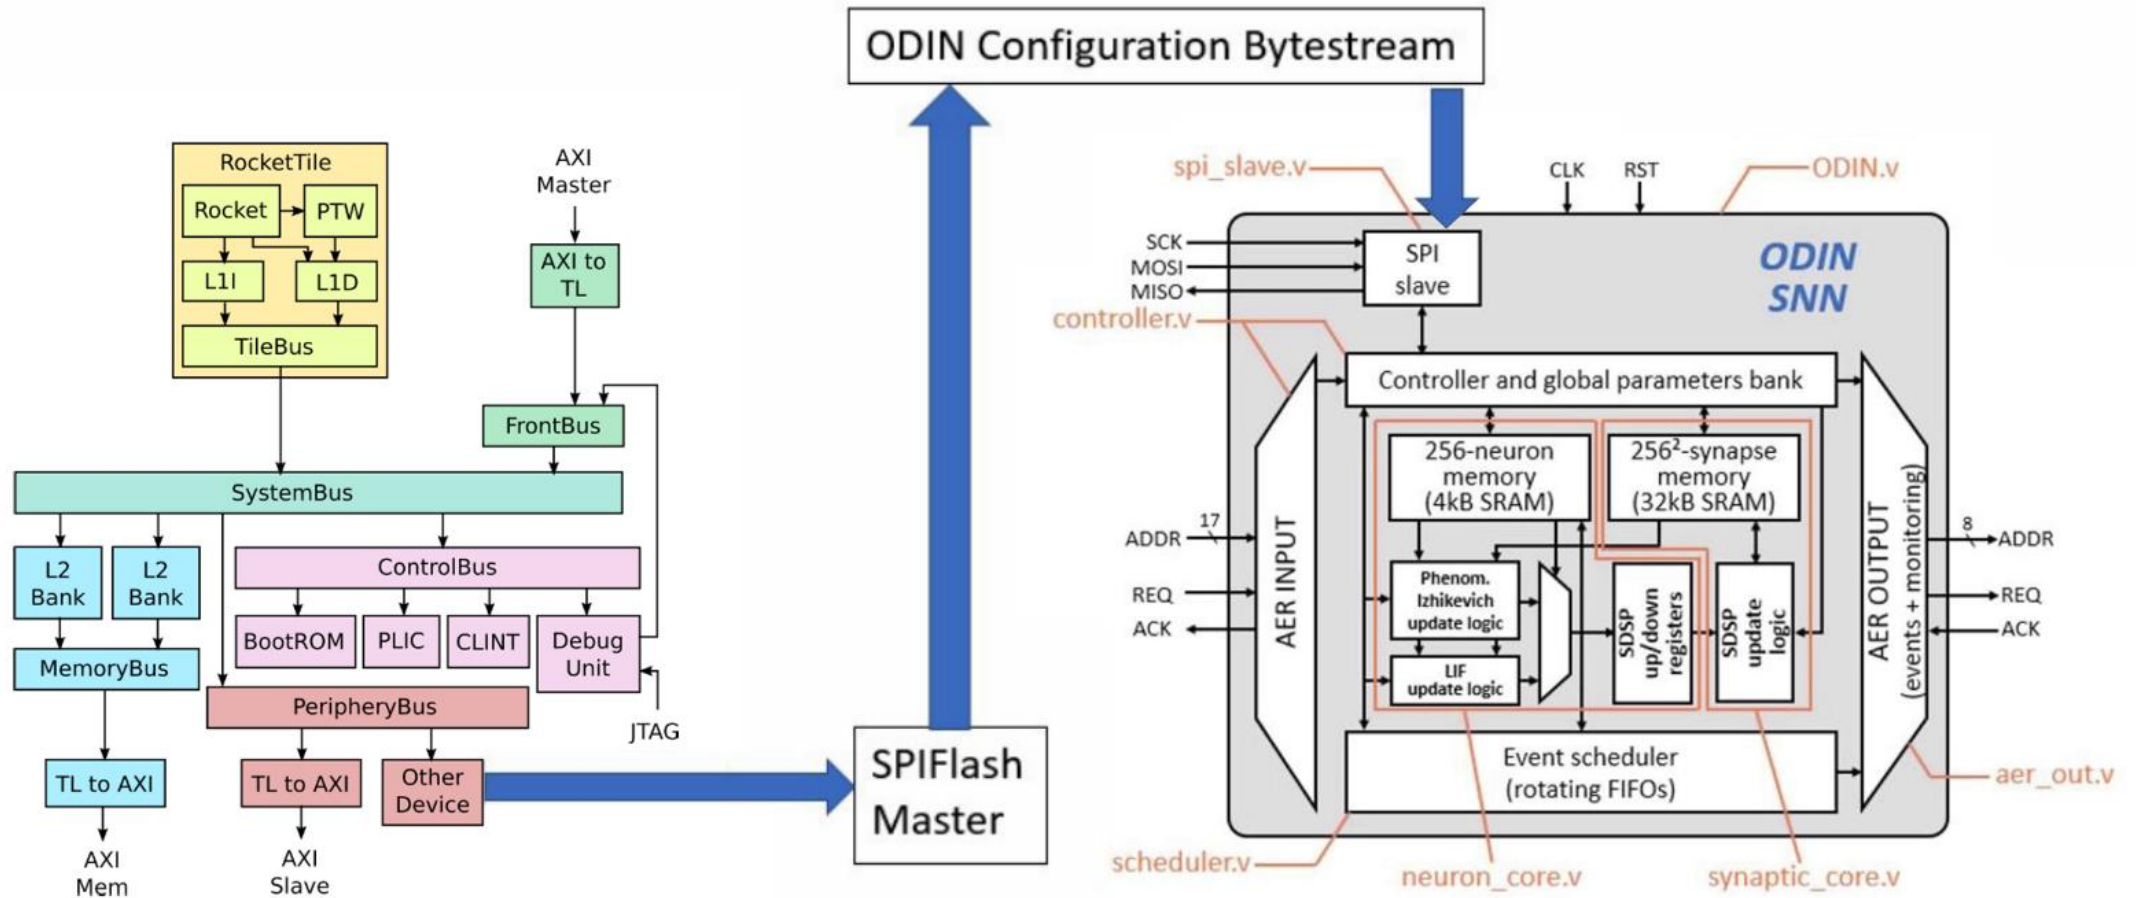 ODIN Configuration Bytestream
RocketTile
Rocket
PTW
L1I
L1D
TileBus
AXI
Master
AXI to
TL
FrontBus
SystemBus
L2
Bank
L2
Bank
ControlBus
BootROM
PLIC
CLINT
Debug
Unit
MemoryBus
PeripheryBus
JTAG
TL to AXI
TL to AXI
Other
Device
AXI
Mem
AXI
Slave
SPIFlash
Master
spi_slave.v
CLK
RST
ODIN.v
SCK
MOSI
MISO
SPI
slave
ODIN
SNN
controller.v
Controller and global parameters bank
256-neuron
memory
(4kB SRAM)
256²-synapse
memory
(32kB SRAM)
ADDR
17
REQ
ACK
AER INPUT
Phenom.
Izhikevich
update logic
LIF
update logic
SDSP
up/down
registers
SDSP
update
logic
AER OUTPUT
(events + monitoring)
8
ADDR
REQ
ACK
Event scheduler
(rotating FIFOs)
aer_out.v
scheduler.v
neuron_core.v
synaptic_core.v